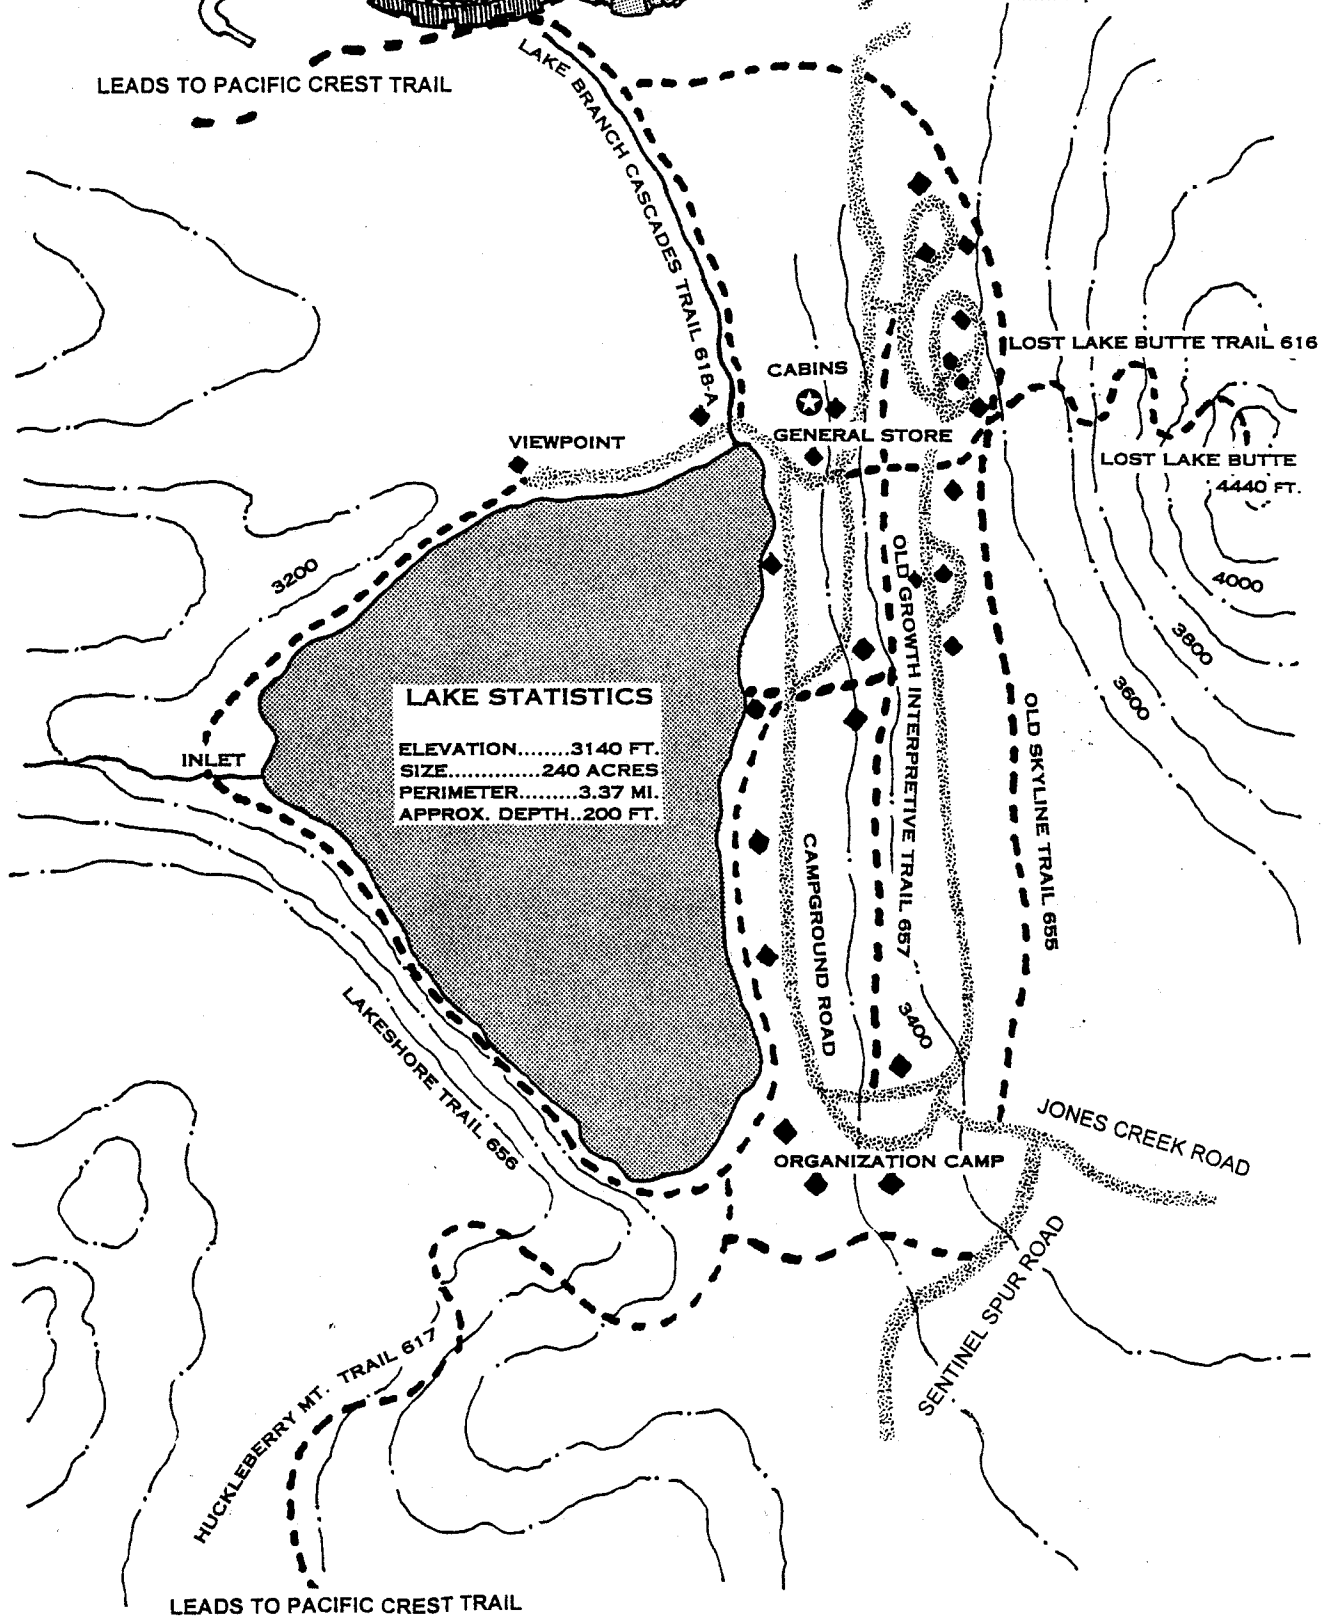 LEADS TO PACIFIC CREST TRAIL
LAKE BRANCH CASCADES TRAIL 618-A
LOST LAKE BUTTE TRAIL 616
CABINS
GENERAL STORE
VIEWPOINT
LOST LAKE BUTTE
4440 FT.
3200
4000
3800
3600
OLD GROWTH INTERPRETIVE TRAIL 657
OLD SKYLINE TRAIL 655
LAKE STATISTICS
ELEVATION........3140 FT.
SIZE..............240 ACRES
PERIMETER.........3.37 MI.
APPROX. DEPTH..200 FT.
INLET
CAMPGROUND ROAD
3400
LAKESHORE TRAIL 656
JONES CREEK ROAD
ORGANIZATION CAMP
SENTINEL SPUR ROAD
HUCKLEBERRY MT. TRAIL 617
LEADS TO PACIFIC CREST TRAIL